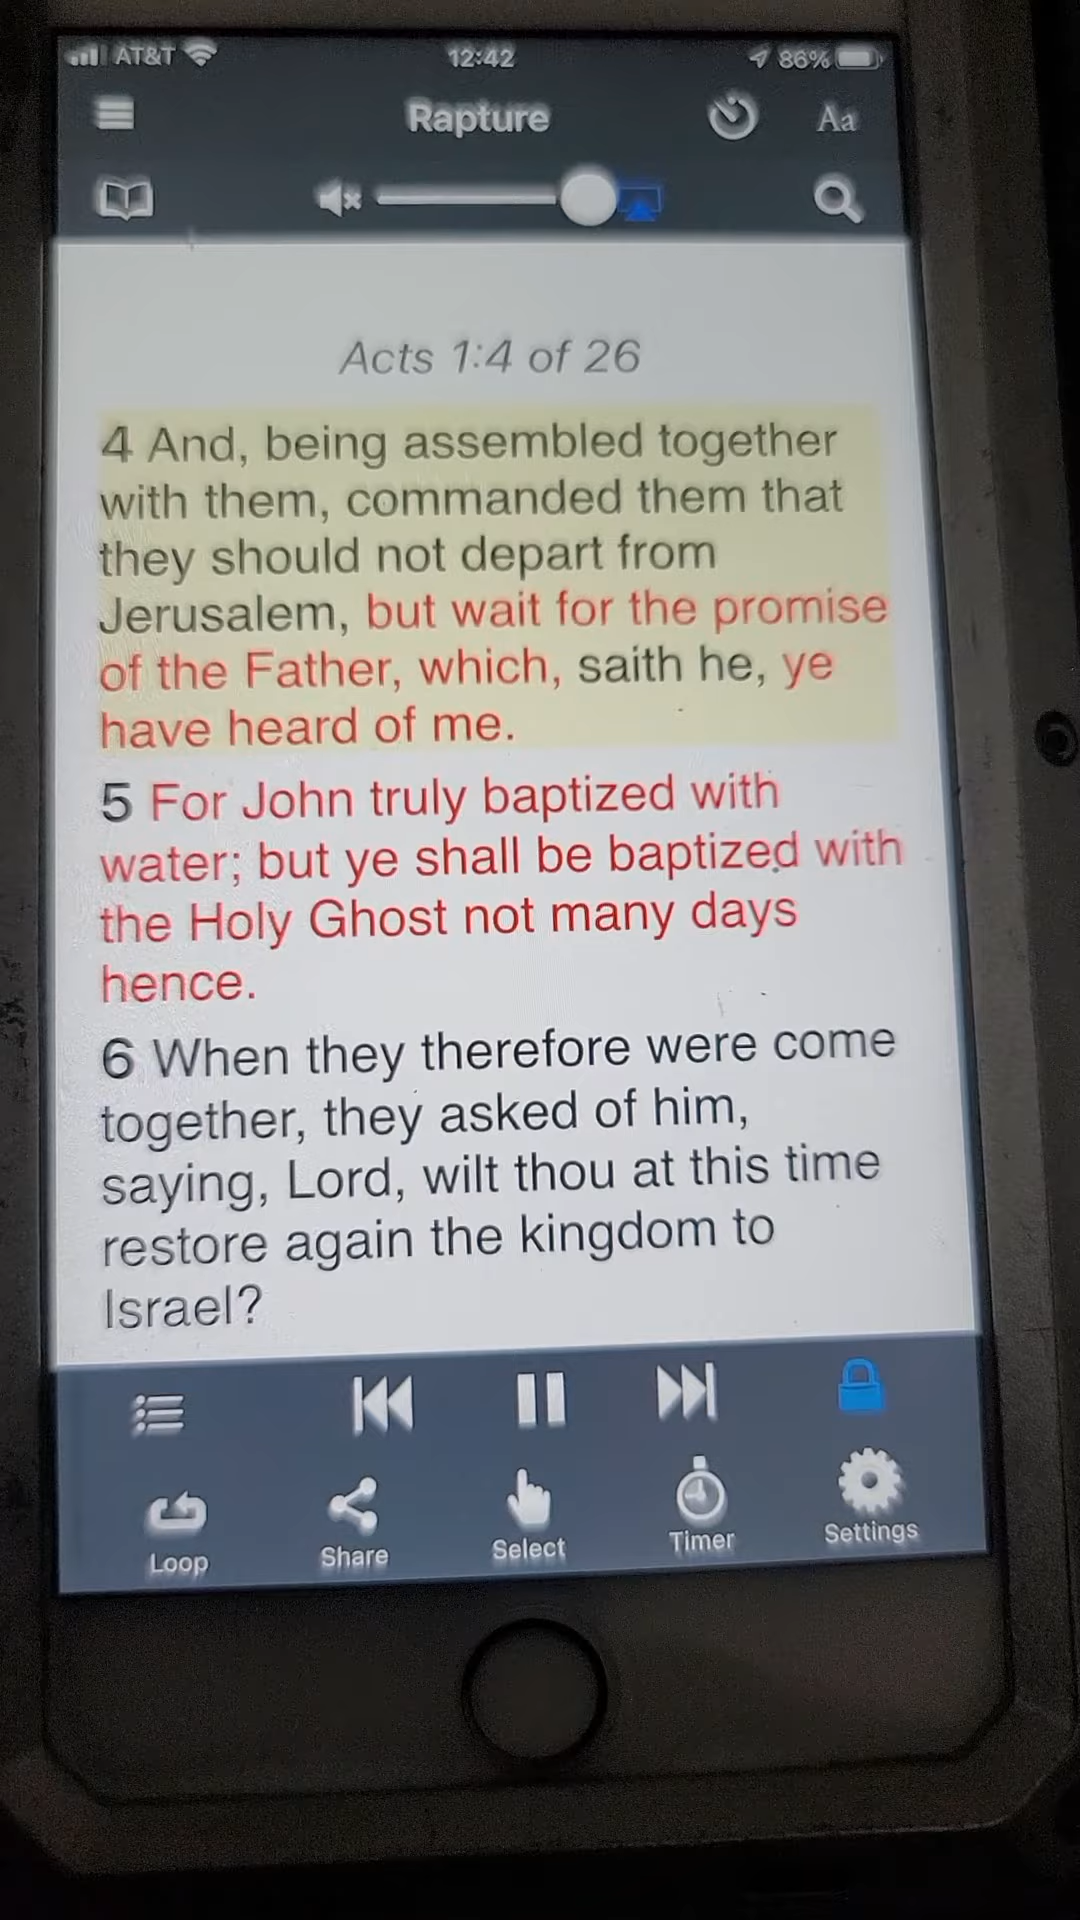 AT&T 12:42 86%
Rapture Aa
Acts 1:4 of 26
4 And, being assembled together
with them, commanded them that
they should not depart from
Jerusalem, but wait for the promise
of the Father, which, saith he, ye
have heard of me.
5 For John truly baptized with
water; but ye shall be baptized with
the Holy Ghost not many days
hence.
6 When they therefore were come
together, they asked of him,
saying, Lord, wilt thou at this time
restore again the kingdom to
Israel?
Loop Share Select Timer Settings